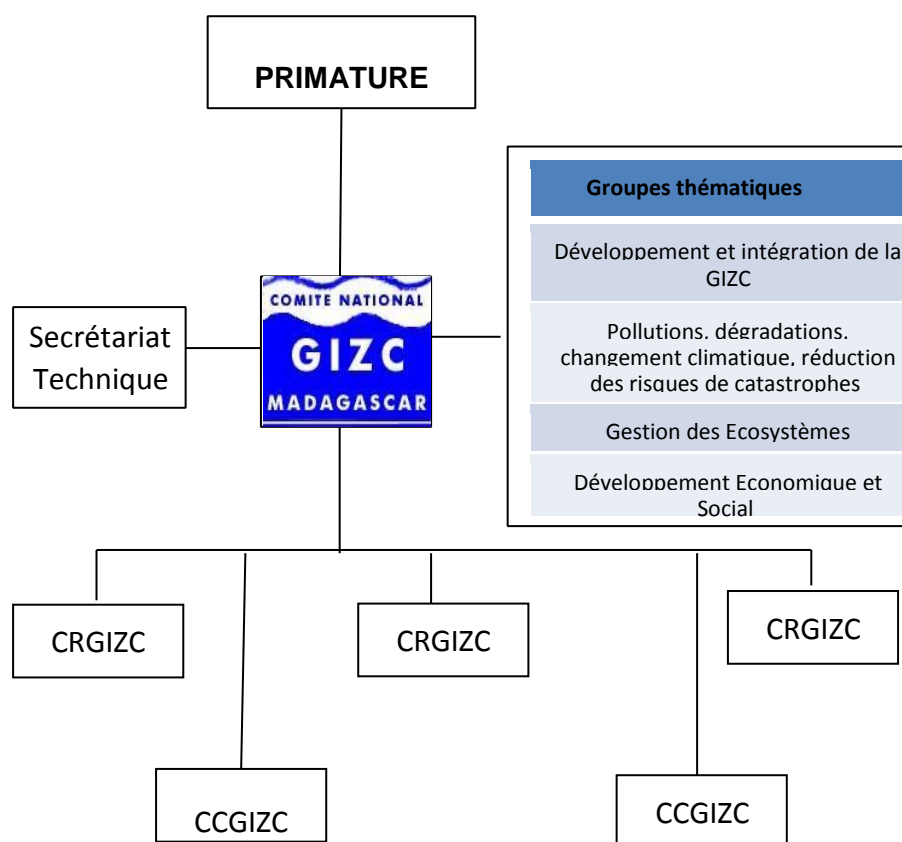 PRIMATURE
Groupes thématiques
Développement et intégration de la
GIZC
Pollutions, dégradations,
changement climatique, réduction
des risques de catastrophes
Gestion des Ecosystèmes
Développement Economique et
Social
COMITE NATIONAL
GIZC
MADAGASCAR
Secrétariat
Technique
CRGIZC
CRGIZC
CRGIZC
CCGIZC
CCGIZC